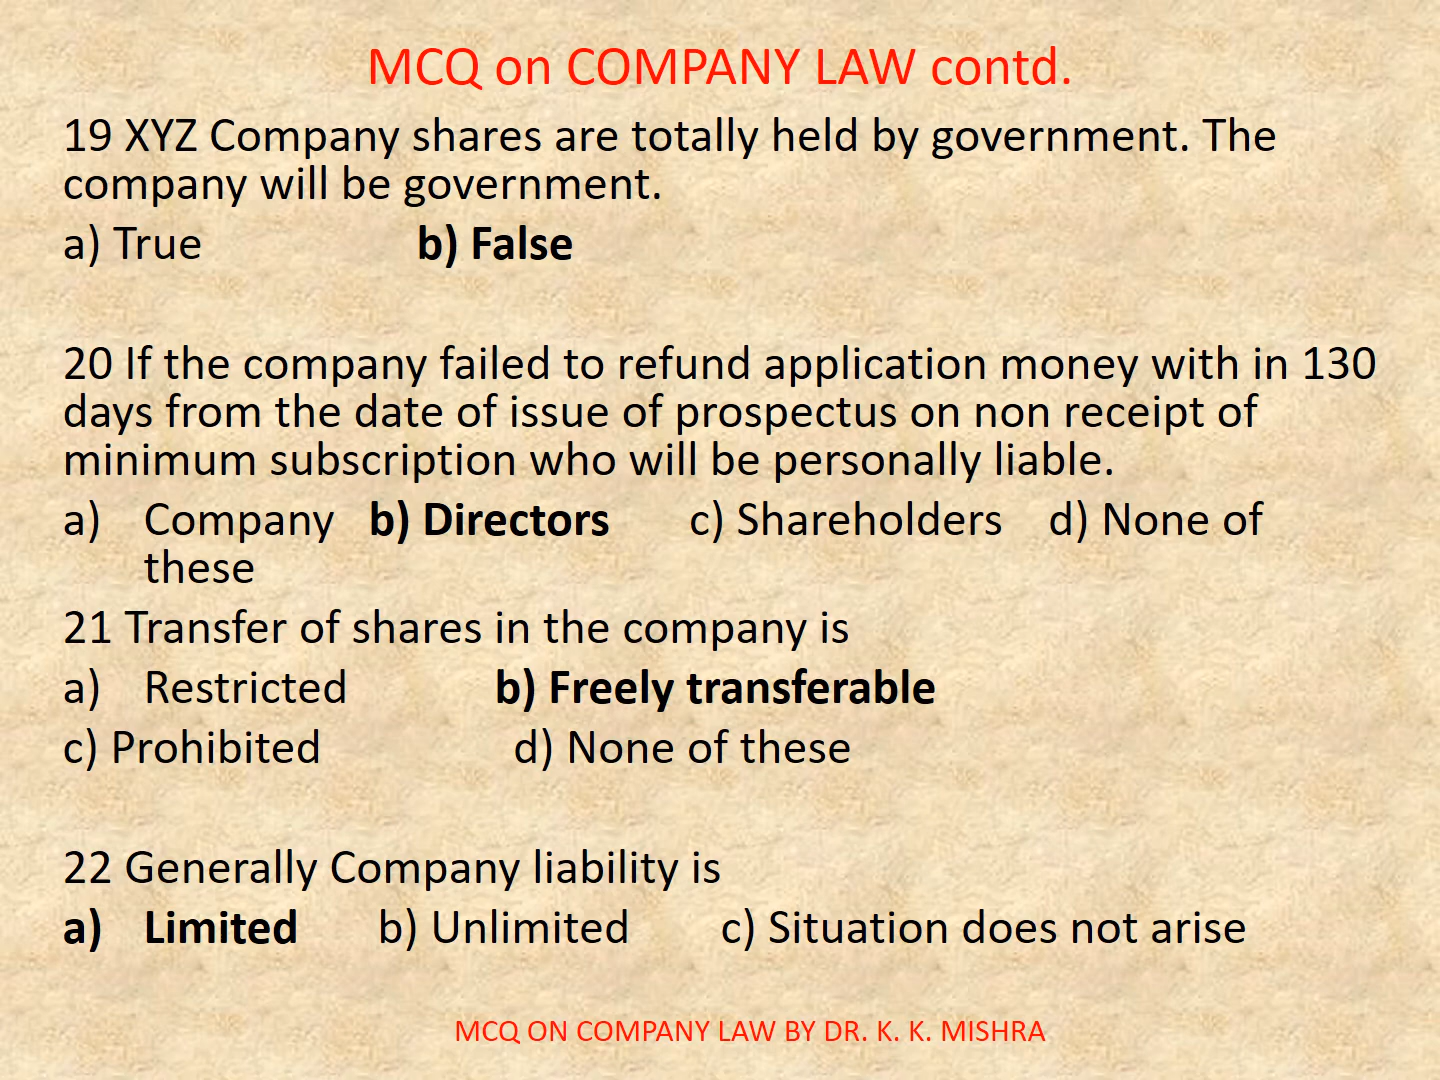 MCQ on COMPANY LAW contd.
19 XYZ Company shares are totally held by government. The
company will be government.
a) True b) False
20 If the company failed to refund application money with in 130
days from the date of issue of prospectus on non receipt of
minimum subscription who will be personally liable.
a) Company b) Directors c) Shareholders d) None of
these
21 Transfer of shares in the company is
a) Restricted b) Freely transferable
c) Prohibited d) None of these
22 Generally Company liability is
a) Limited b) Unlimited c) Situation does not arise
MCQ ON COMPANY LAW BY DR. K. K. MISHRA